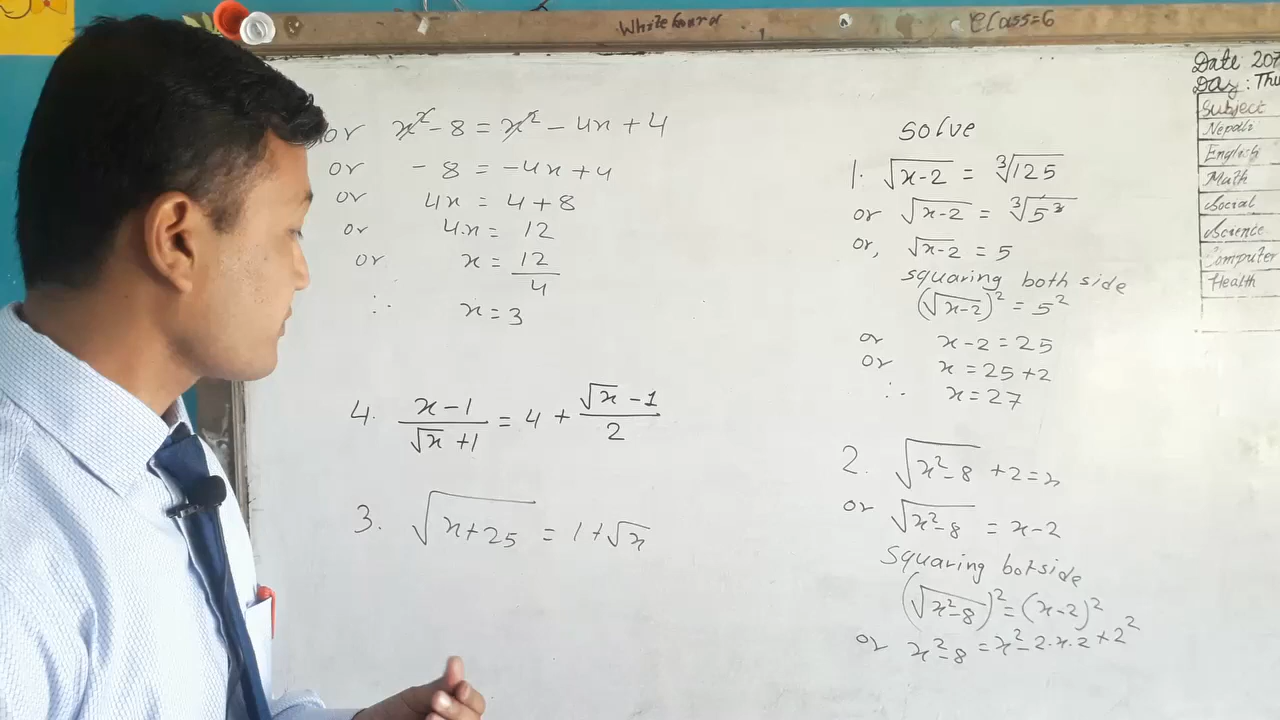 White board
Class=6
or x² - 8 = x² - 4x + 4
or - 8 = -4x + 4
or 4x = 4 + 8
or 4x = 12
or x = 12/4
∴ x = 3
4. (x-1)/(√x +1) = 4 + (√x -1)/2
3. √(x+25) = 1+√x
Solve
1. √(x-2) = ∛125
or √(x-2) = ∛5³
or, √(x-2) = 5
squaring both side
(√(x-2))² = 5²
or x-2 = 25
or x = 25+2
∴ x = 27
2. √(x²-8) +2 = x
or √(x²-8) = x-2
Squaring botside
(√(x²-8))² = (x-2)²
or x²-8 = x²-2·x·2+2²
Date 207
Day: Thu
Subject
Nepali
English
Math
Social
Science
Computer
Health